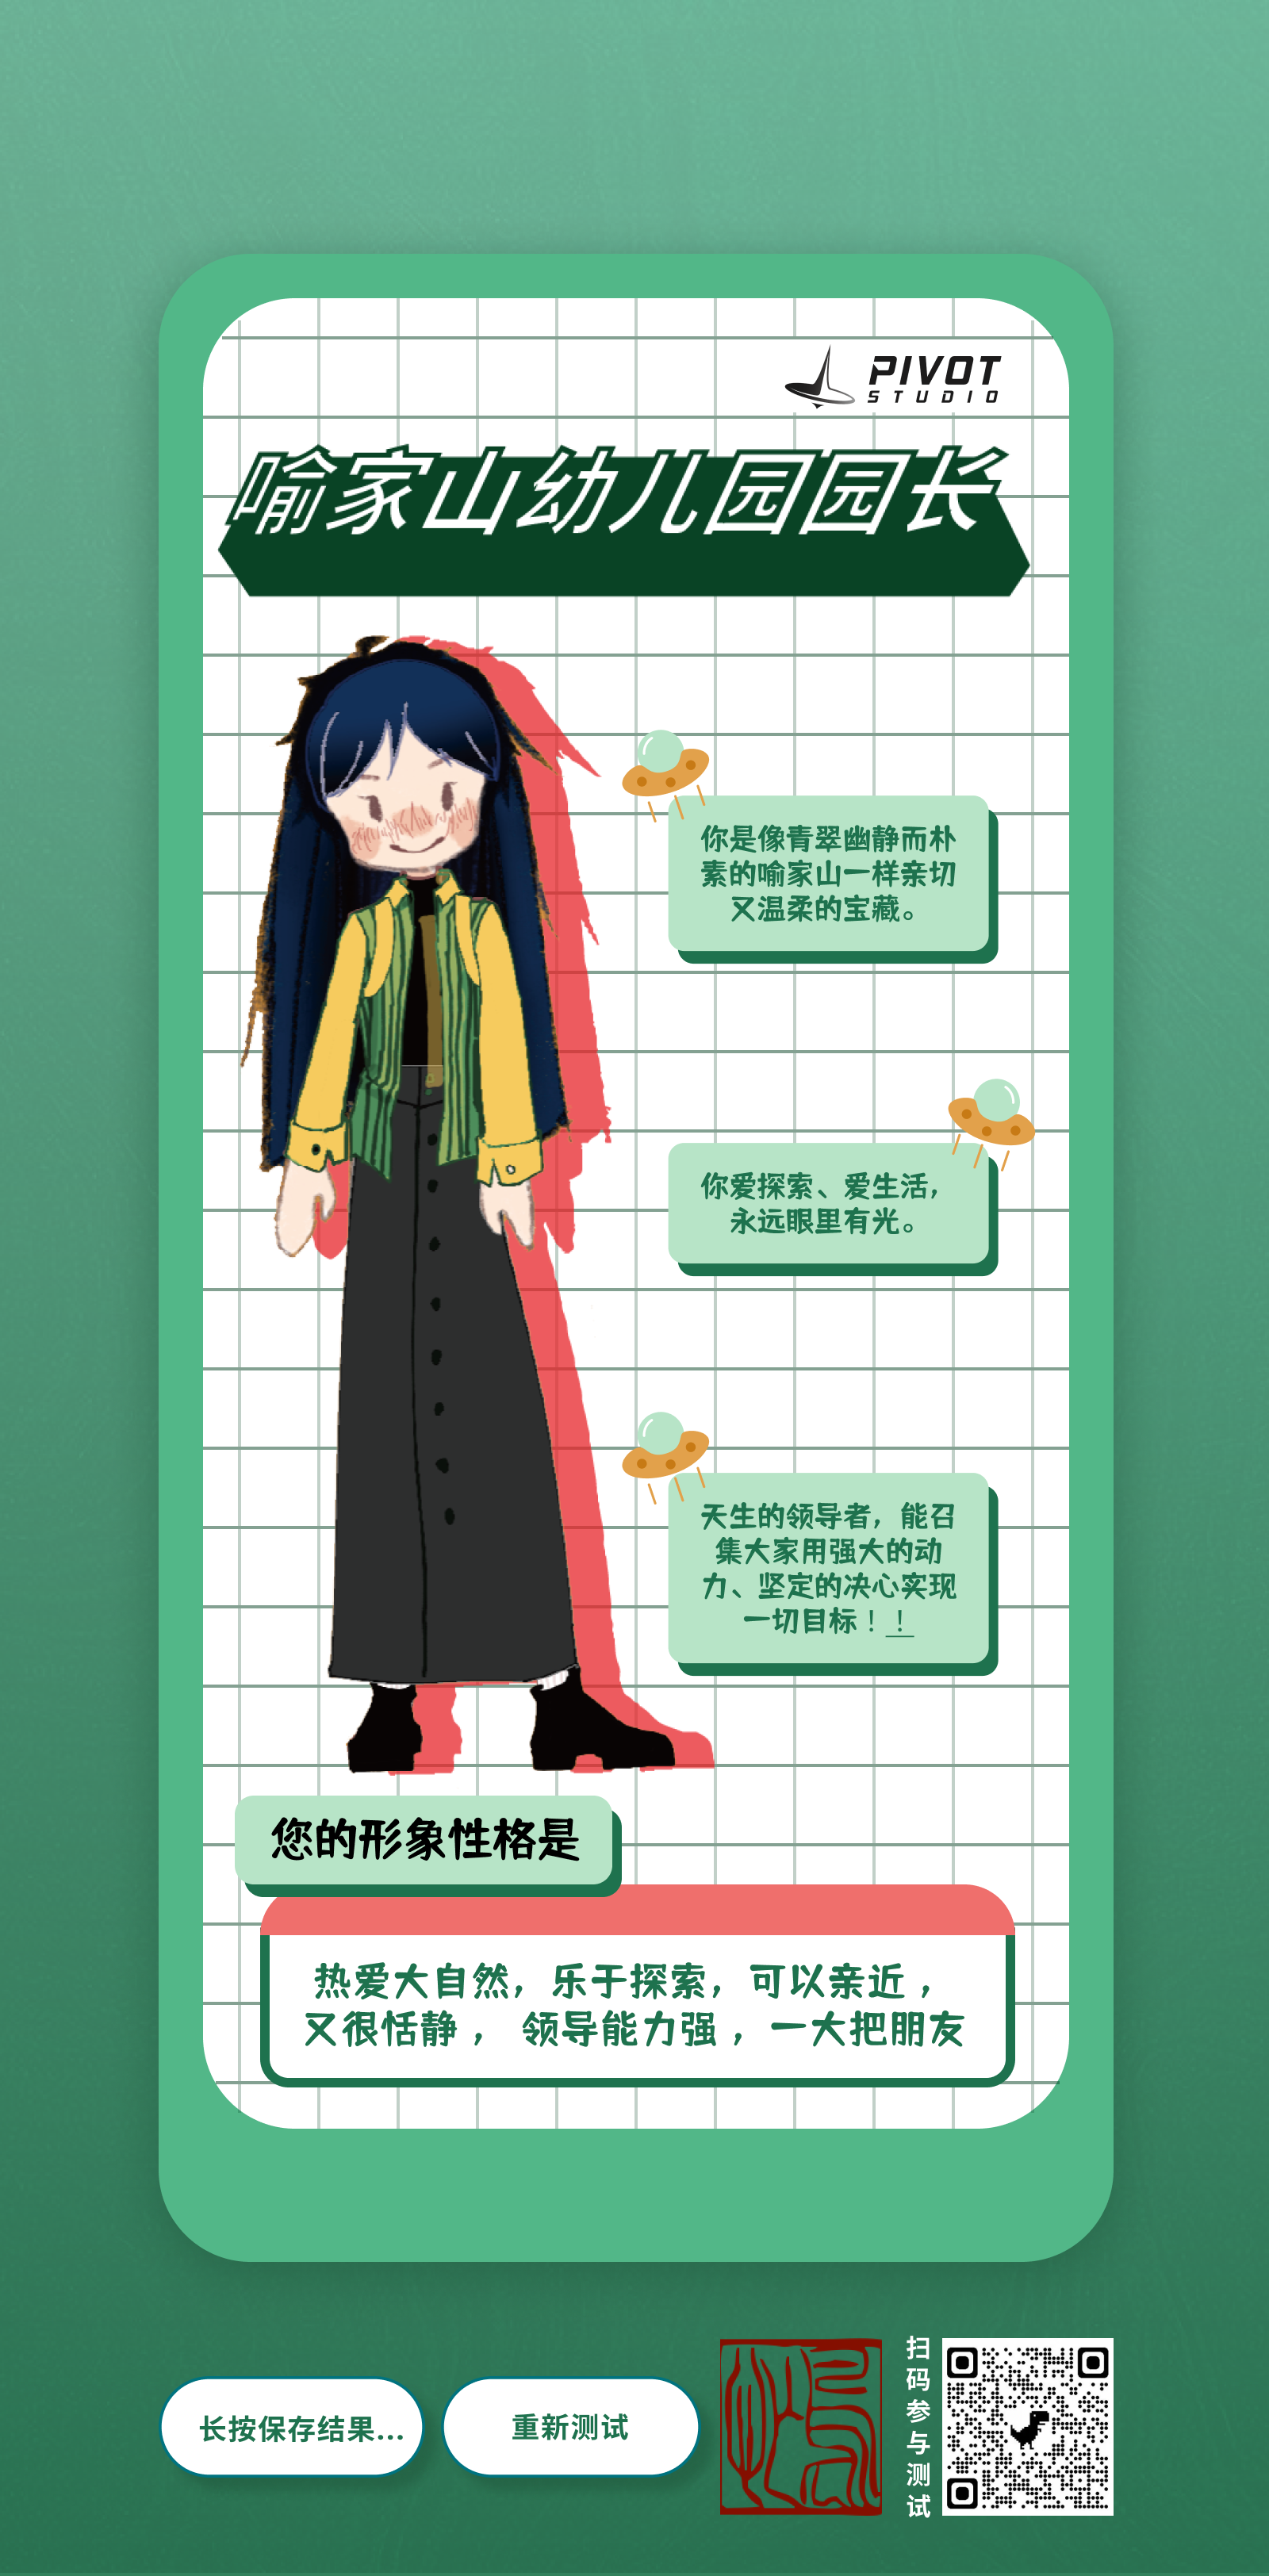 PIVOT
STUDIO
喻家山幼儿园园长
你是像青翠幽静而朴
素的喻家山一样亲切
又温柔的宝藏。
你爱探索、爱生活，
永远眼里有光。
天生的领导者，能召
集大家用强大的动
力、坚定的决心实现
一切目标！！
您的形象性格是
热爱大自然，乐于探索，可以亲近，
又很恬静， 领导能力强，一大把朋友
长按保存结果...
重新测试
扫码参与测试